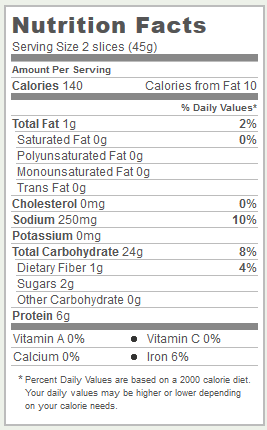 Nutrition Facts
Serving Size 2 slices (45g)
Amount Per Serving
Calories 140 Calories from Fat 10
% Daily Values*
Total Fat 1g 2%
Saturated Fat 0g 0%
Polyunsaturated Fat 0g
Monounsaturated Fat 0g
Trans Fat 0g
Cholesterol 0mg 0%
Sodium 250mg 10%
Potassium 0mg
Total Carbohydrate 24g 8%
Dietary Fiber 1g 4%
Sugars 2g
Other Carbohydrate 0g
Protein 6g
Vitamin A 0% • Vitamin C 0%
Calcium 0% • Iron 6%
* Percent Daily Values are based on a 2000 calorie diet.
Your daily values may be higher or lower depending
on your calorie needs.